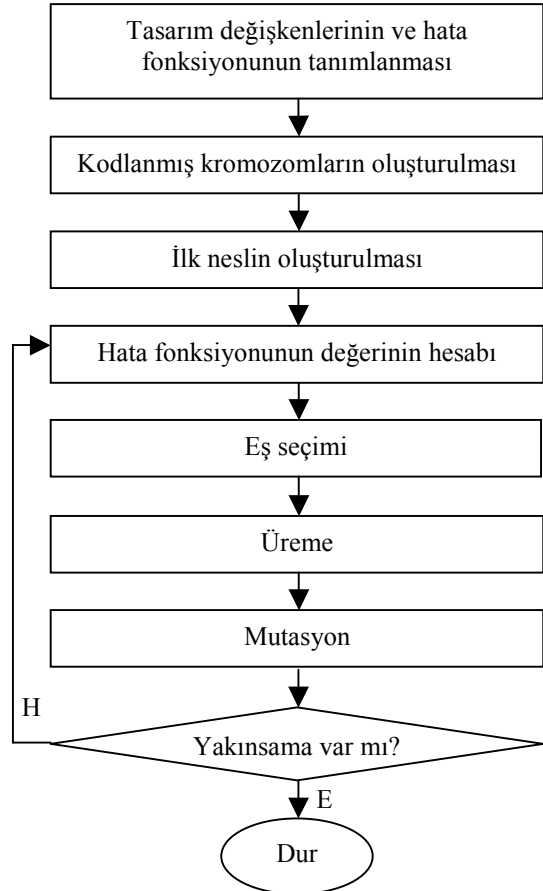 Tasarım değişkenlerinin ve hata
fonksiyonunun tanımlanması
Kodlanmış kromozomların oluşturulması
İlk neslin oluşturulması
Hata fonksiyonunun değerinin hesabı
Eş seçimi
Üreme
Mutasyon
H
Yakınsama var mı?
E
Dur